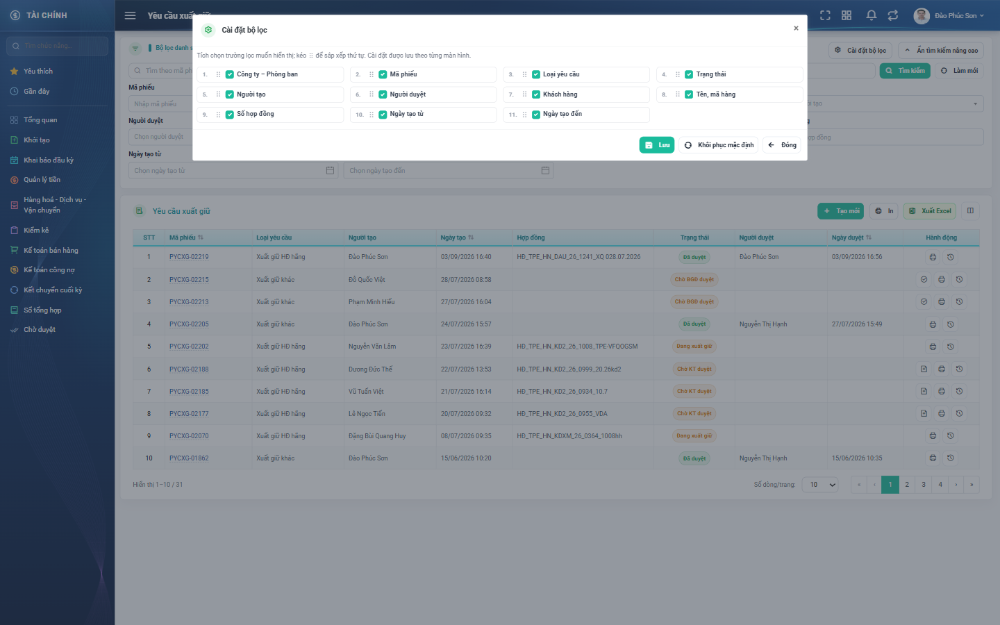 TÀI CHÍNH
Tìm chức năng...
Yêu thích
Gần đây
Tổng quan
Khởi tạo
Khai báo đầu kỳ
Quản lý tiền
Hàng hoá - Dịch vụ -
Vận chuyển
Kiểm kê
Kế toán bán hàng
Kế toán công nợ
Kết chuyển cuối kỳ
Sổ tổng hợp
Chờ duyệt
Yêu cầu xuất giữ
Đào Phúc Sơn
Cài đặt bộ lọc
×
Tích chọn trường lọc muốn hiển thị; kéo ⠿ để sắp xếp thứ tự. Cài đặt được lưu theo từng màn hình.
1. Công ty – Phòng ban
2. Mã phiếu
3. Loại yêu cầu
4. Trạng thái
5. Người tạo
6. Người duyệt
7. Khách hàng
8. Tên, mã hàng
9. Số hợp đồng
10. Ngày tạo từ
11. Ngày tạo đến
Lưu
Khôi phục mặc định
Đóng
Bộ lọc danh s
Cài đặt bộ lọc
Ẩn tìm kiếm nâng cao
Tìm theo mã ph
Tìm kiếm
Làm mới
Mã phiếu
Nhập mã phiếu
Người duyệt
Chọn người duyệt
Ngày tạo từ
Chọn ngày tạo từ
Chọn ngày tạo đến
Yêu cầu xuất giữ
Tạo mới
In
Xuất Excel
STT Mã phiếu Loại yêu cầu Người tạo Ngày tạo Hợp đồng Trạng thái Người duyệt Ngày duyệt Hành động
1 PYCXG-02219 Xuất giữ HĐ hãng Đào Phúc Sơn 03/09/2026 16:40 HĐ_TPE_HN_DAU_26_1241_XQ 028.07.2026 Đã duyệt Đào Phúc Sơn 03/09/2026 16:56
2 PYCXG-02215 Xuất giữ khác Đỗ Quốc Việt 28/07/2026 08:58 Chờ BGĐ duyệt
3 PYCXG-02213 Xuất giữ khác Phạm Minh Hiếu 27/07/2026 16:04 Chờ BGĐ duyệt
4 PYCXG-02205 Xuất giữ khác Đào Phúc Sơn 24/07/2026 15:57 Đã duyệt Nguyễn Thị Hạnh 27/07/2026 15:49
5 PYCXG-02202 Xuất giữ HĐ hãng Nguyễn Văn Lâm 23/07/2026 16:39 HĐ_TPE_HN_KD2_26_1008_TPE-VFQOGSM Đang xuất giữ
6 PYCXG-02188 Xuất giữ HĐ hãng Dương Đức Thế 22/07/2026 13:53 HĐ_TPE_HN_KD2_26_0999_20.26kd2 Chờ KT duyệt
7 PYCXG-02185 Xuất giữ HĐ hãng Vũ Tuấn Việt 21/07/2026 16:14 HĐ_TPE_HN_KD2_26_0934_10.7 Chờ KT duyệt
8 PYCXG-02177 Xuất giữ HĐ hãng Lê Ngọc Tiến 20/07/2026 09:32 HĐ_TPE_HN_KD2_26_0955_VDA Chờ KT duyệt
9 PYCXG-02070 Xuất giữ HĐ hãng Đặng Bùi Quang Huy 08/07/2026 09:35 HĐ_TPE_HN_KDXM_26_0364_1008hh Đang xuất giữ
10 PYCXG-01862 Xuất giữ khác Đào Phúc Sơn 15/06/2026 10:20 Đã duyệt Nguyễn Thị Hạnh 15/06/2026 10:35
Hiển thị 1–10 / 31
Số dòng/trang: 10
« ‹ 1 2 3 4 › »